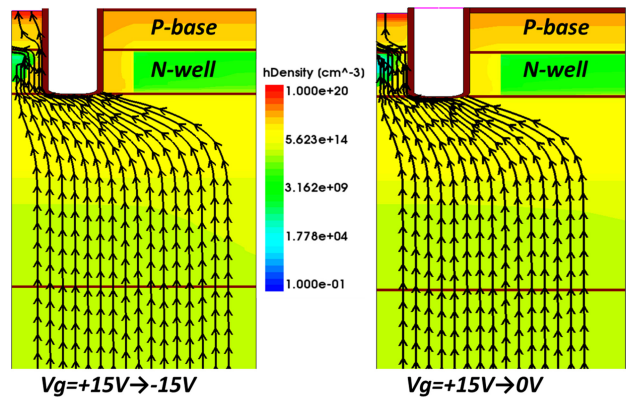 P-base
N-well
hDensity (cm^-3)
1.000e+20
5.623e+14
3.162e+09
1.778e+04
1.000e-01
Vg=+15V→-15V
P-base
N-well
Vg=+15V→0V